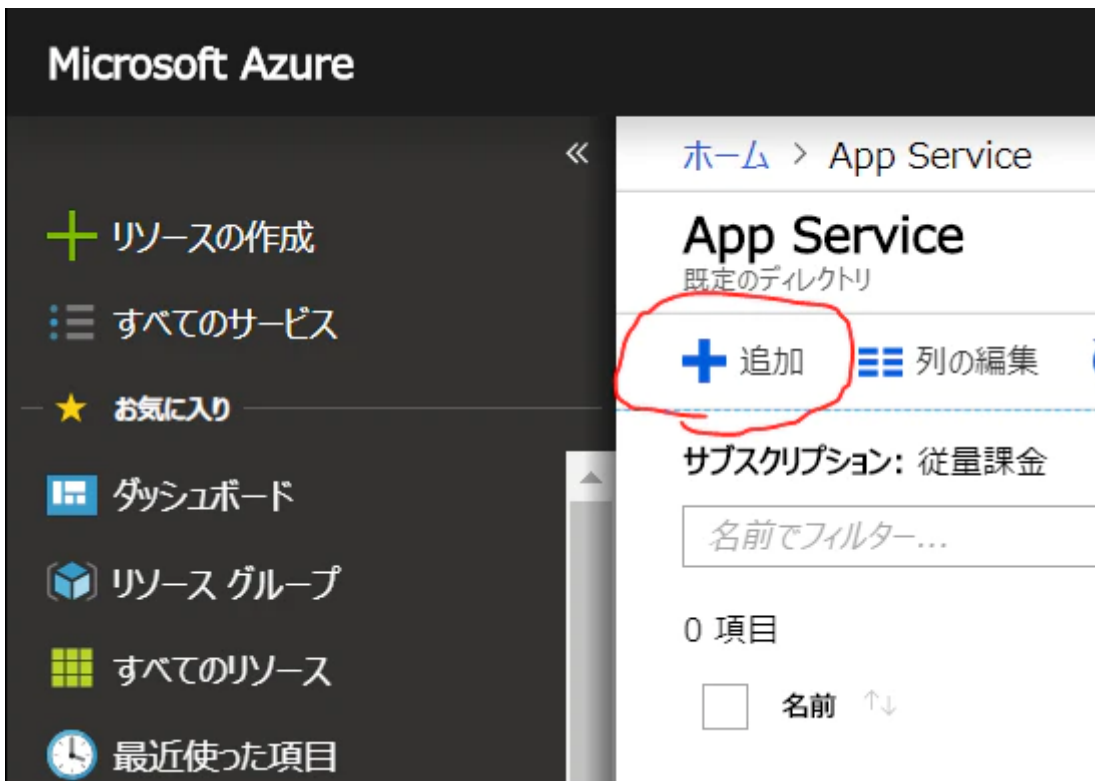 Microsoft Azure
«
リソースの作成
すべてのサービス
お気に入り
ダッシュボード
リソース グループ
すべてのリソース
最近使った項目
ホーム > App Service
App Service
既定のディレクトリ
追加 列の編集
サブスクリプション: 従量課金
名前でフィルター...
0 項目
名前 ↑↓